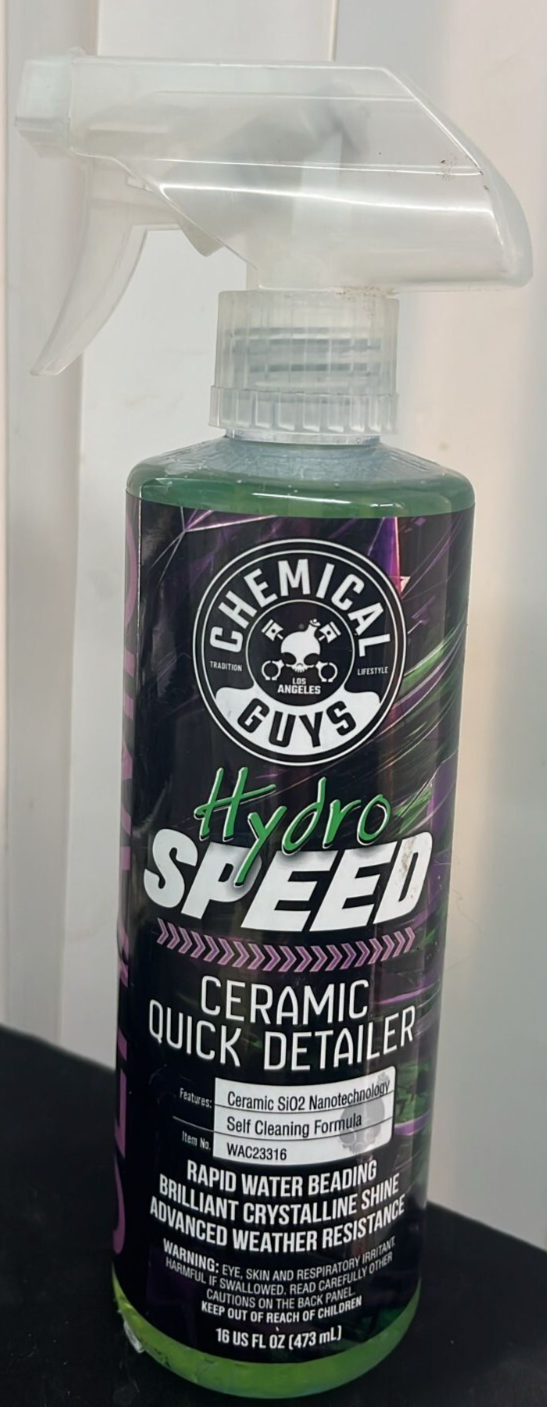 CHEMICAL
TRADITION
LIFESTYLE
LOS
ANGELES
GUYS
Hydro
SPEED
CERAMIC
QUICK DETAILER
Features: Ceramic SiO2 Nanotechnology
Self Cleaning Formula
Item No. WAC23316
RAPID WATER BEADING
BRILLIANT CRYSTALLINE SHINE
ADVANCED WEATHER RESISTANCE
WARNING: EYE, SKIN AND RESPIRATORY IRRITANT.
HARMFUL IF SWALLOWED. READ CAREFULLY OTHER
CAUTIONS ON THE BACK PANEL.
KEEP OUT OF REACH OF CHILDREN
16 US FL OZ (473 mL)